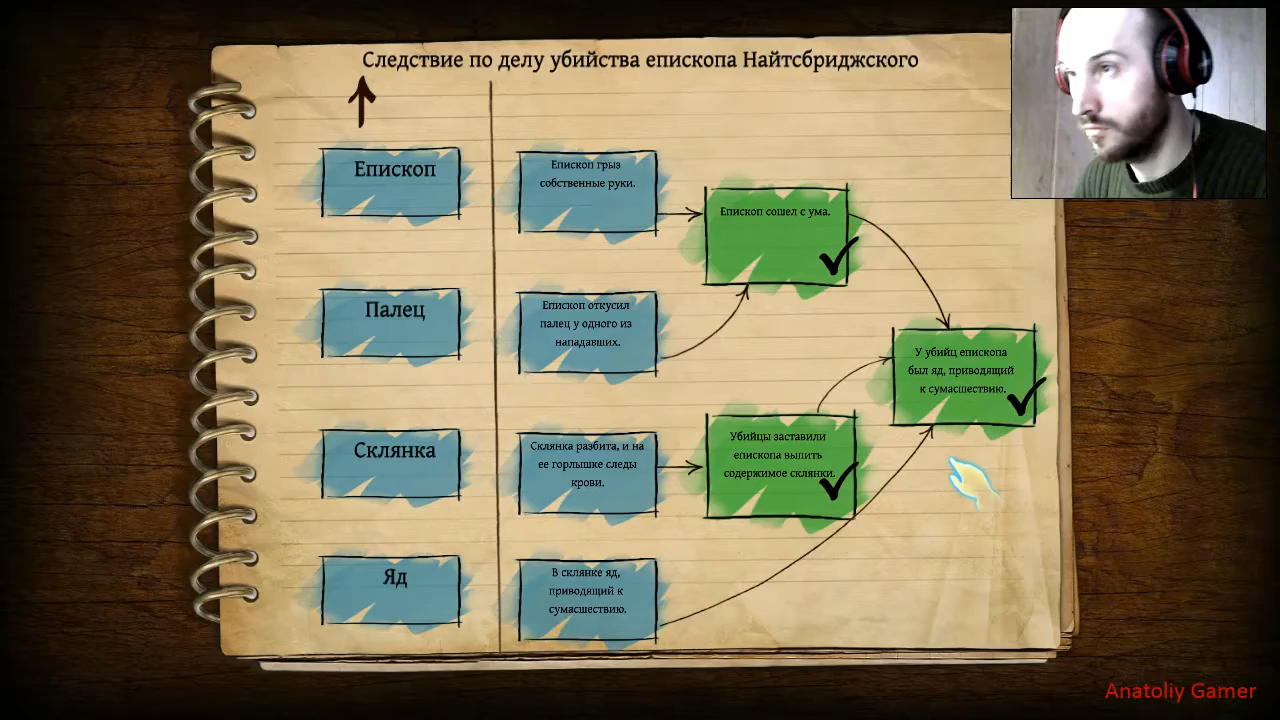 Следствие по делу убийства епископа Найтсбриджского
Епископ
Епископ грыз
собственные руки.
Епископ сошел с ума.
Палец
Епископ откусил
палец у одного из
нападавших.
У убийц епископа
был яд, приводящий
к сумасшествию.
Склянка
Склянка разбита, и на
ее горлышке следы
крови.
Убийцы заставили
епископа выпить
содержимое склянки.
Яд
В склянке яд,
приводящий к
сумасшествию.
Anatoliy Gamer